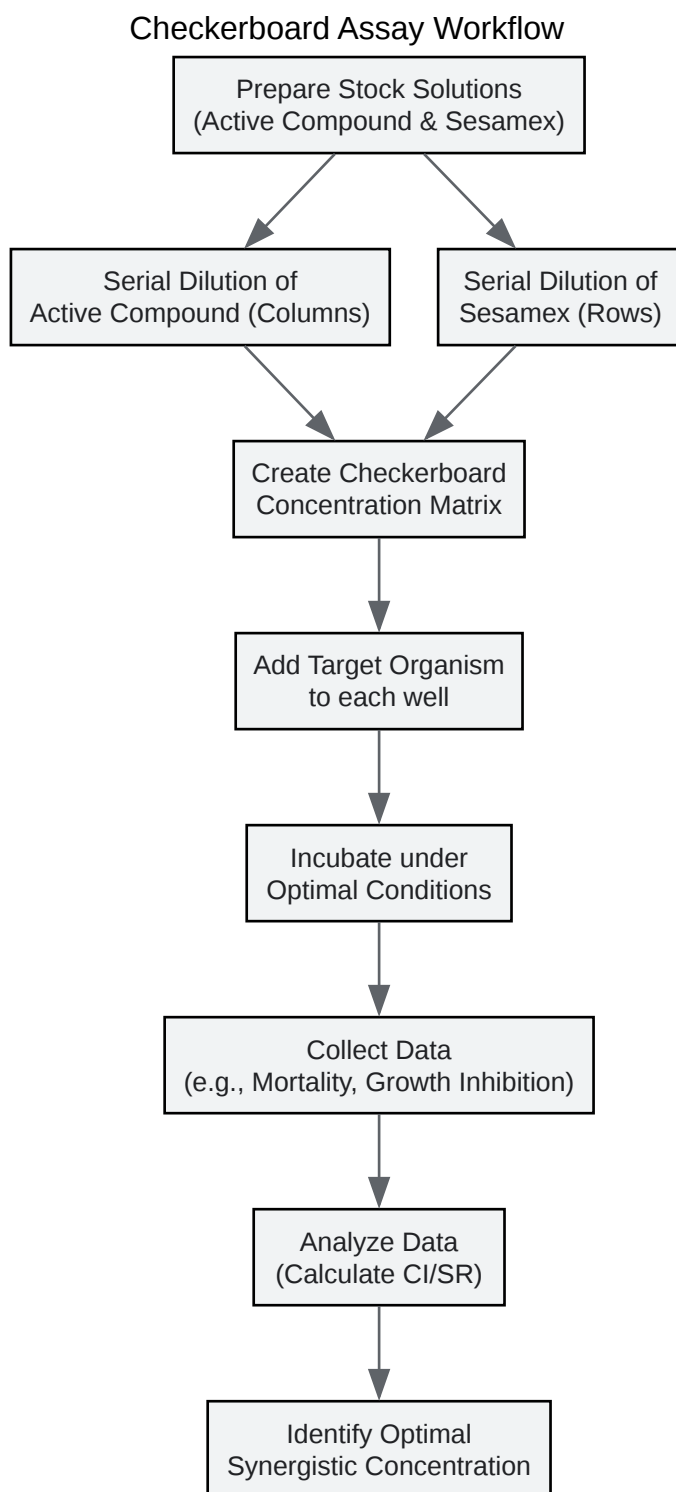 Checkerboard Assay Workflow
Prepare Stock Solutions
(Active Compound & Sesamex)
Serial Dilution of
Active Compound (Columns)
Serial Dilution of
Sesamex (Rows)
Create Checkerboard
Concentration Matrix
Add Target Organism
to each well
Incubate under
Optimal Conditions
Collect Data
(e.g., Mortality, Growth Inhibition)
Analyze Data
(Calculate CI/SR)
Identify Optimal
Synergistic Concentration